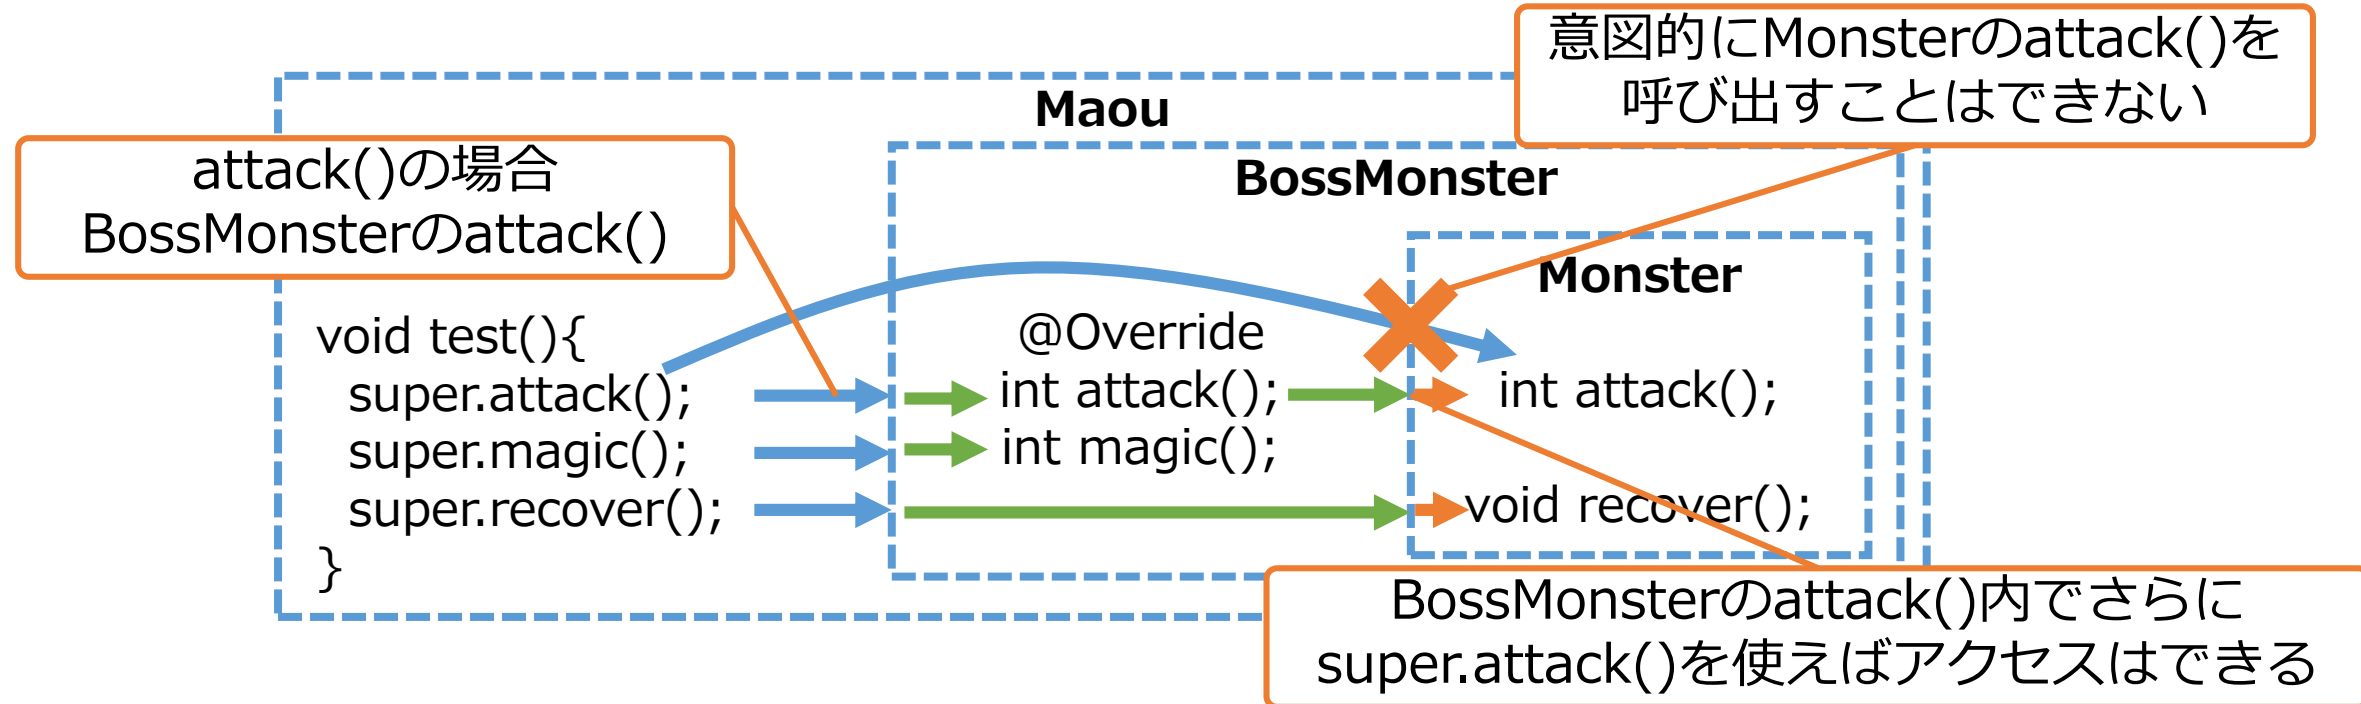 意図的にMonsterのattack()を
呼び出すことはできない
Maou
attack()の場合
BossMonsterのattack()
BossMonster
Monster
void test(){
super.attack();
super.magic();
super.recover();
}
@Override
int attack();
int magic();
int attack();
void recover();
BossMonsterのattack()内でさらに
super.attack()を使えばアクセスはできる